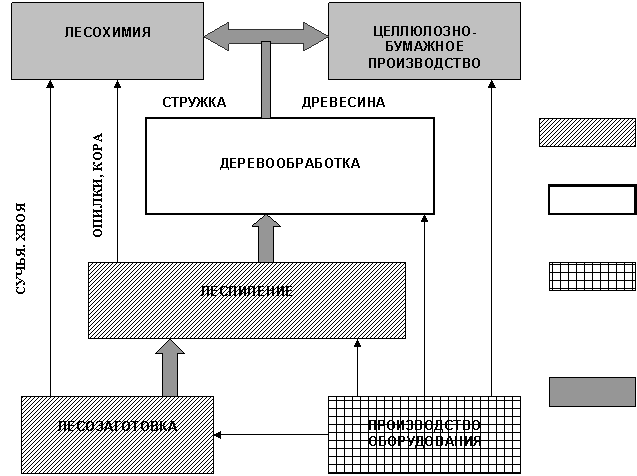 ЛЕСОХИМИЯ
ЦЕЛЛЮЛОЗНО-
БУМАЖНОЕ
ПРОИЗВОДСТВО
СТРУЖКА
ДРЕВЕСИНА
ДЕРЕВООБРАБОТКА
ОПИЛКИ, КОРА
СУЧЬЯ. ХВОЯ
ЛЕСПИЛЕНИЕ
ЛЕСОЗАГОТОВКА
ПРОИЗВОДСТВО
ОБОРУДОВАНИЯ